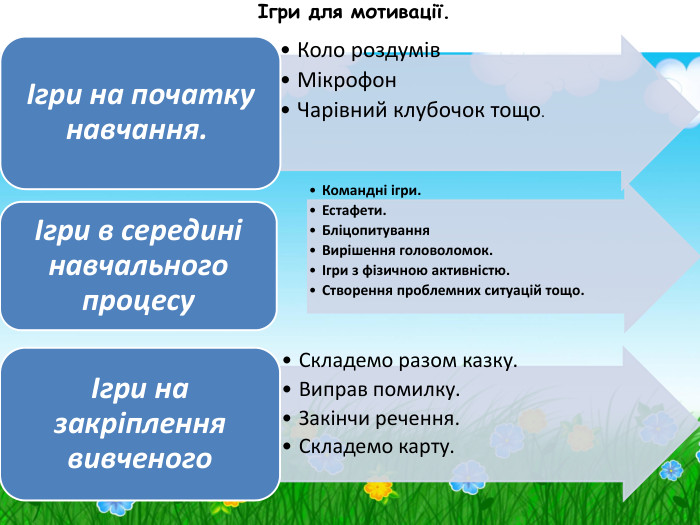 Ігри для мотивації.
Ігри на початку
навчання.
• Коло роздумів
• Мікрофон
• Чарівний клубочок тощо.
Ігри в середині
навчального
процесу
• Командні ігри.
• Естафети.
• Бліцопитування
• Вирішення головоломок.
• Ігри з фізичною активністю.
• Створення проблемних ситуацій тощо.
Ігри на
закріплення
вивченого
• Складемо разом казку.
• Виправ помилку.
• Закінчи речення.
• Складемо карту.